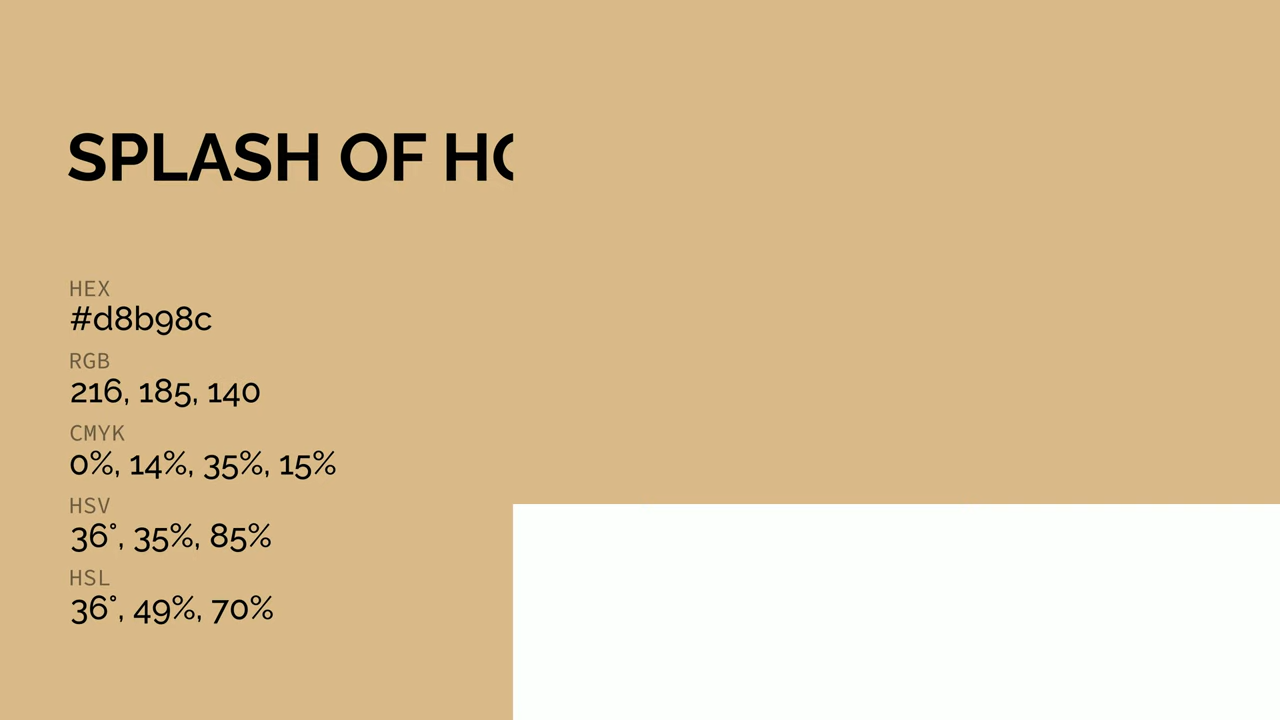 SPLASH OF H
HEX
#d8b98c
RGB
216, 185, 140
CMYK
0%, 14%, 35%, 15%
HSV
36°, 35%, 85%
HSL
36°, 49%, 70%